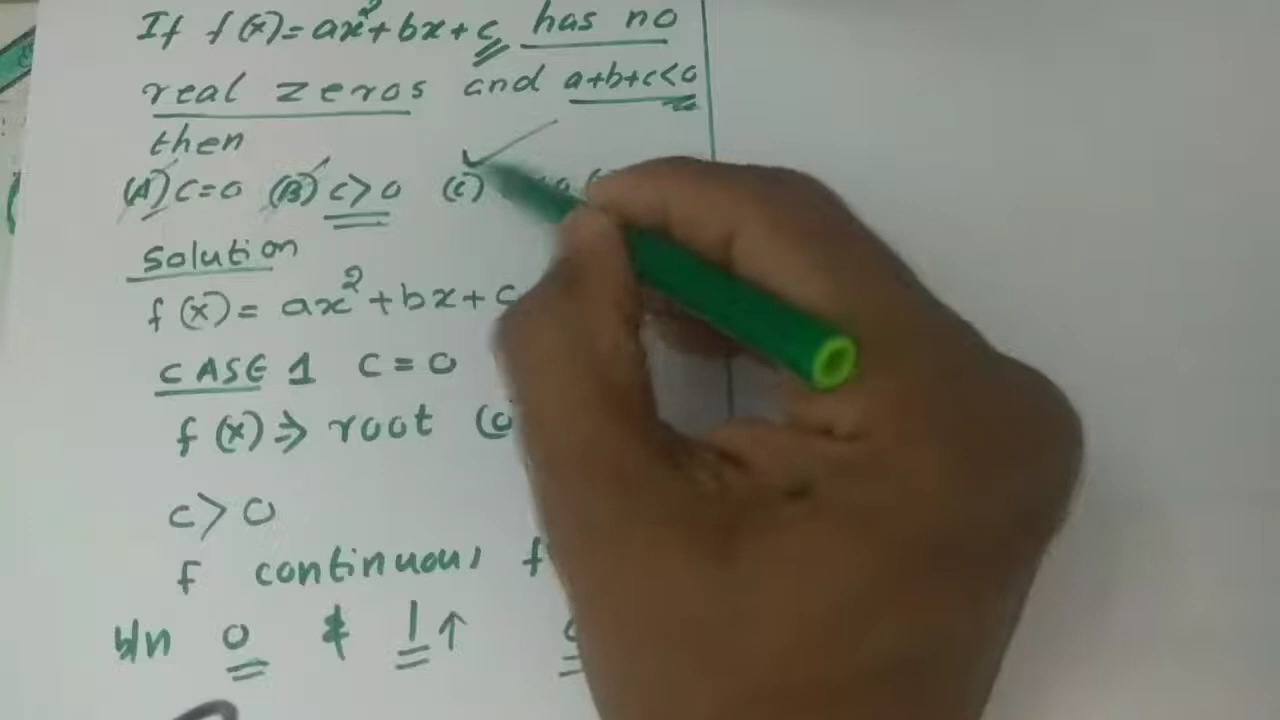 If f(x)=ax²+bx+c has no
real zeros and a+b+c<0
then
(A) c=0 (B) c>0 (c)
Solution
f(x)= ax²+bx+c
CASE 1 c=0
f(x)⇒ root (0
c>0
f continuous f
b/n 0 & 1↑